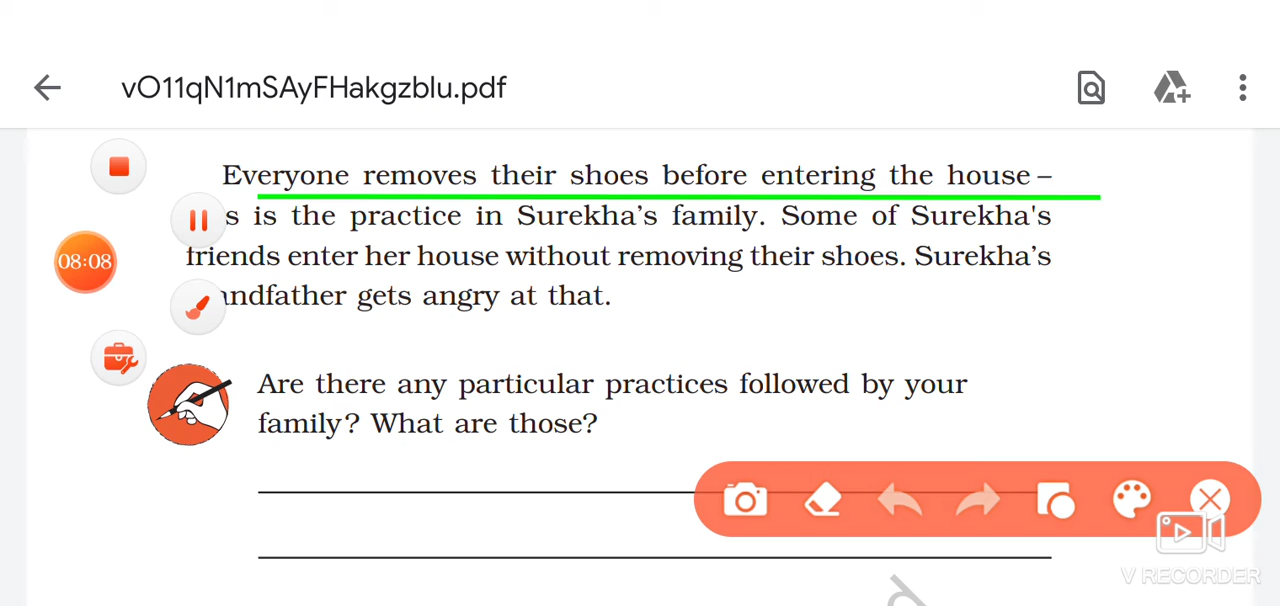 vO11qN1mSAyFHakgzblu.pdf
Everyone removes their shoes before entering the house –
s is the practice in Surekha’s family. Some of Surekha's
friends enter her house without removing their shoes. Surekha’s
andfather gets angry at that.
08:08
Are there any particular practices followed by your
family? What are those?
V RECORDER